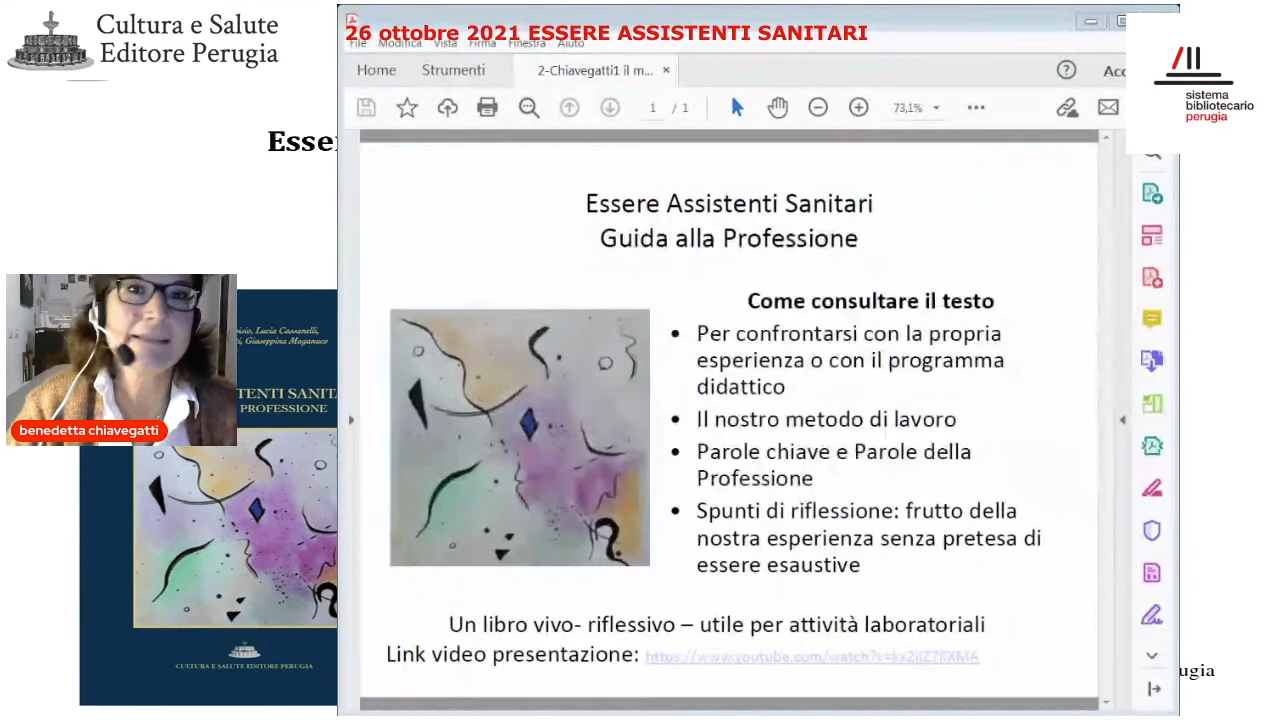 Cultura e Salute
Editore Perugia
26 ottobre 2021 ESSERE ASSISTENTI SANITARI
File Modifica Vista Firma Finestra Aiuto
Home Strumenti 2-Chiavegatti1 il m... ×
1 / 1 73,1%
sistema
bibliotecario
perugia
Essere Assistenti Sanitari
Guida alla Professione
Come consultare il testo
• Per confrontarsi con la propria
esperienza o con il programma
didattico
• Il nostro metodo di lavoro
• Parole chiave e Parole della
Professione
• Spunti di riflessione: frutto della
nostra esperienza senza pretesa di
essere esaustive
Un libro vivo- riflessivo – utile per attività laboratoriali
Link video presentazione:
Lucia Cassanelli,
Giuseppina Maganuco
PROFESSIONE
benedetta chiavegatti
CULTURA E SALUTE EDITORE PERUGIA